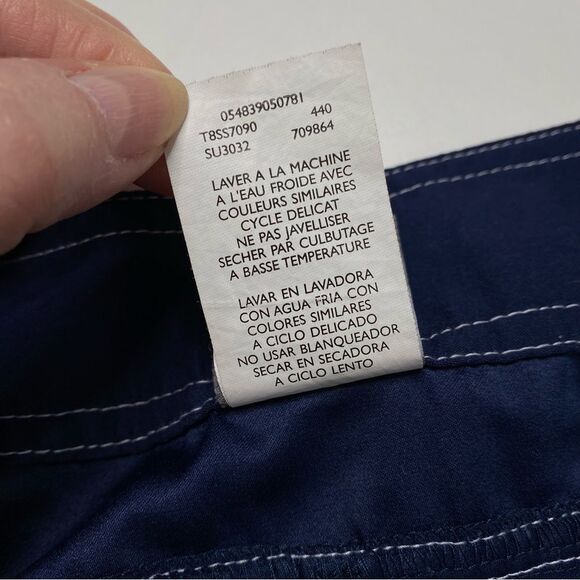 054839050781
T8SS7090 440
SU3032 709864
LAVER A LA MACHINE
A L'EAU FROIDE AVEC
COULEURS SIMILAIRES
CYCLE DELICAT
NE PAS JAVELLISER
SECHER PAR CULBUTAGE
A BASSE TEMPERATURE
LAVAR EN LAVADORA
CON AGUA FRIA CON
COLORES SIMILARES
A CICLO DELICADO
NO USAR BLANQUEADOR
SECAR EN SECADORA
A CICLO LENTO